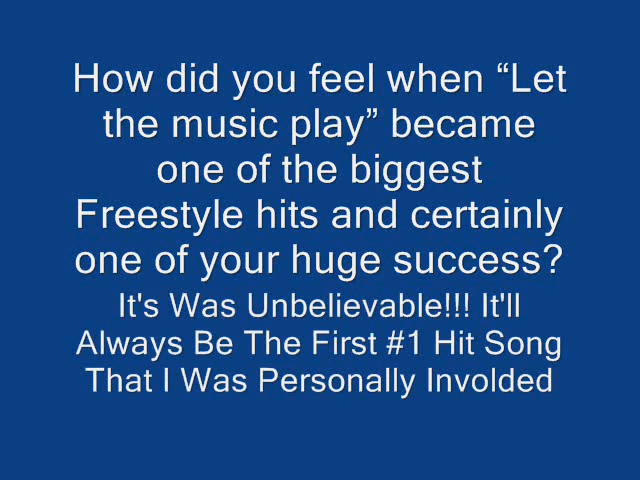 How did you feel when “Let
the music play” became
one of the biggest
Freestyle hits and certainly
one of your huge success?
It's Was Unbelievable!!! It'll
Always Be The First #1 Hit Song
That I Was Personally Involded